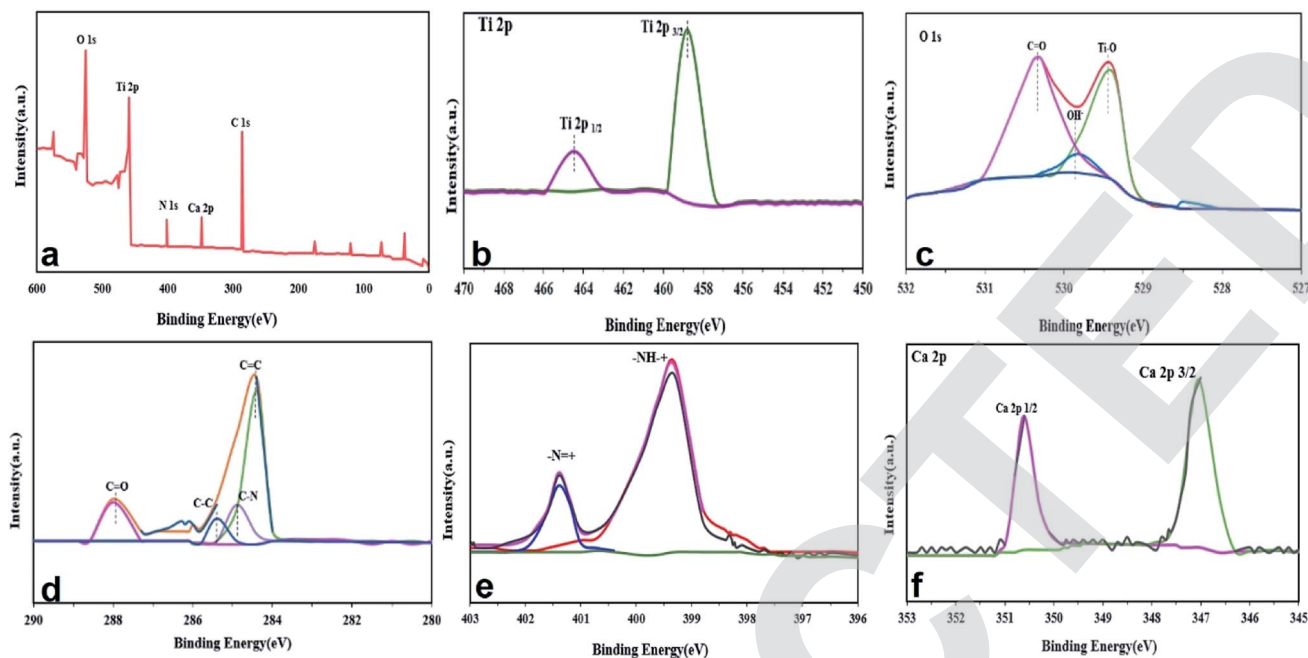 O 1s
Ti 2p
C 1s
N 1s
Ca 2p
a
Intensity(a.u.)
600 500 400 300 200 100 0
Binding Energy(eV)
Ti 2p
Ti 2p 3/2
Ti 2p 1/2
b
Intensity(a.u.)
470 468 466 464 462 460 458 456 454 452 450
Binding Energy(eV)
O 1s
C=O
Ti-O
OH-
c
Intensity(a.u.)
532 531 530 529 528 527
Binding Energy(eV)
C=C
C=O
C-C
C-N
d
Intensity(a.u.)
290 288 286 284 282 280
Binding Energy(eV)
-NH-+
-N=+
e
Intensity(a.u.)
403 402 401 400 399 398 397 396
Binding Energy(eV)
Ca 2p
Ca 2p 3/2
Ca 2p 1/2
f
Intensity(a.u.)
353 352 351 350 349 348 347 346 345
Binding Energy(eV)
CTED